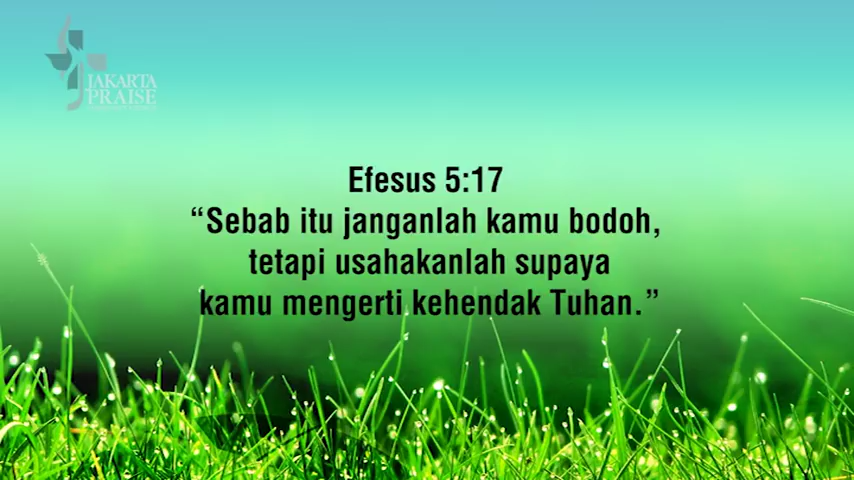 JAKARTA
PRAISE
Efesus 5:17
“Sebab itu janganlah kamu bodoh,
tetapi usahakanlah supaya
kamu mengerti kehendak Tuhan.”